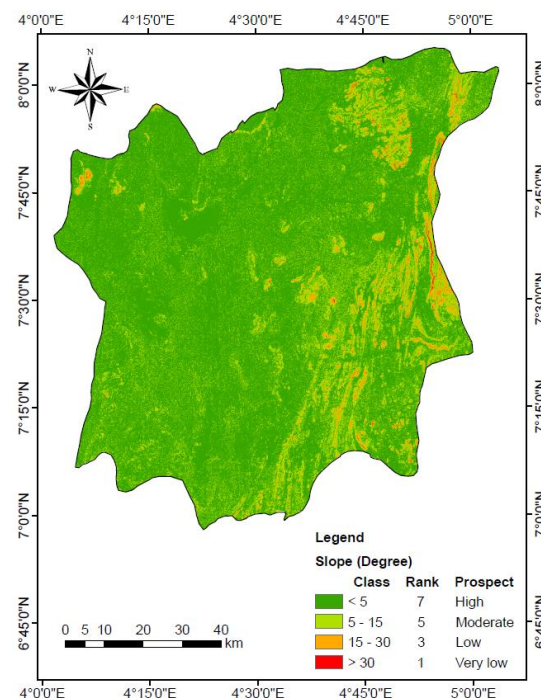 4°0'0"E 4°15'0"E 4°30'0"E 4°45'0"E 5°0'0"E
N
W E
S
8°0'0"N 8°0'0"N
7°45'0"N 7°45'0"N
7°30'0"N 7°30'0"N
7°15'0"N 7°15'0"N
7°0'0"N 7°0'0"N
6°45'0"N 6°45'0"N
Legend
Slope (Degree)
Class Rank Prospect
< 5 7 High
5 - 15 5 Moderate
15 - 30 3 Low
> 30 1 Very low
0 5 10 20 30 40
km
4°0'0"E 4°15'0"E 4°30'0"E 4°45'0"E 5°0'0"E